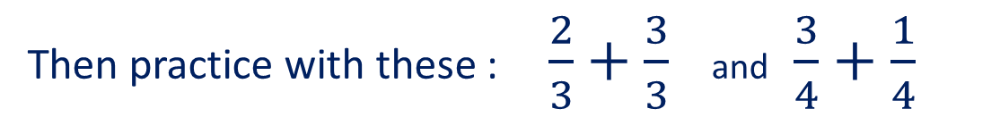 Then practice with these : 2/3 + 3/3 and 3/4 + 1/4